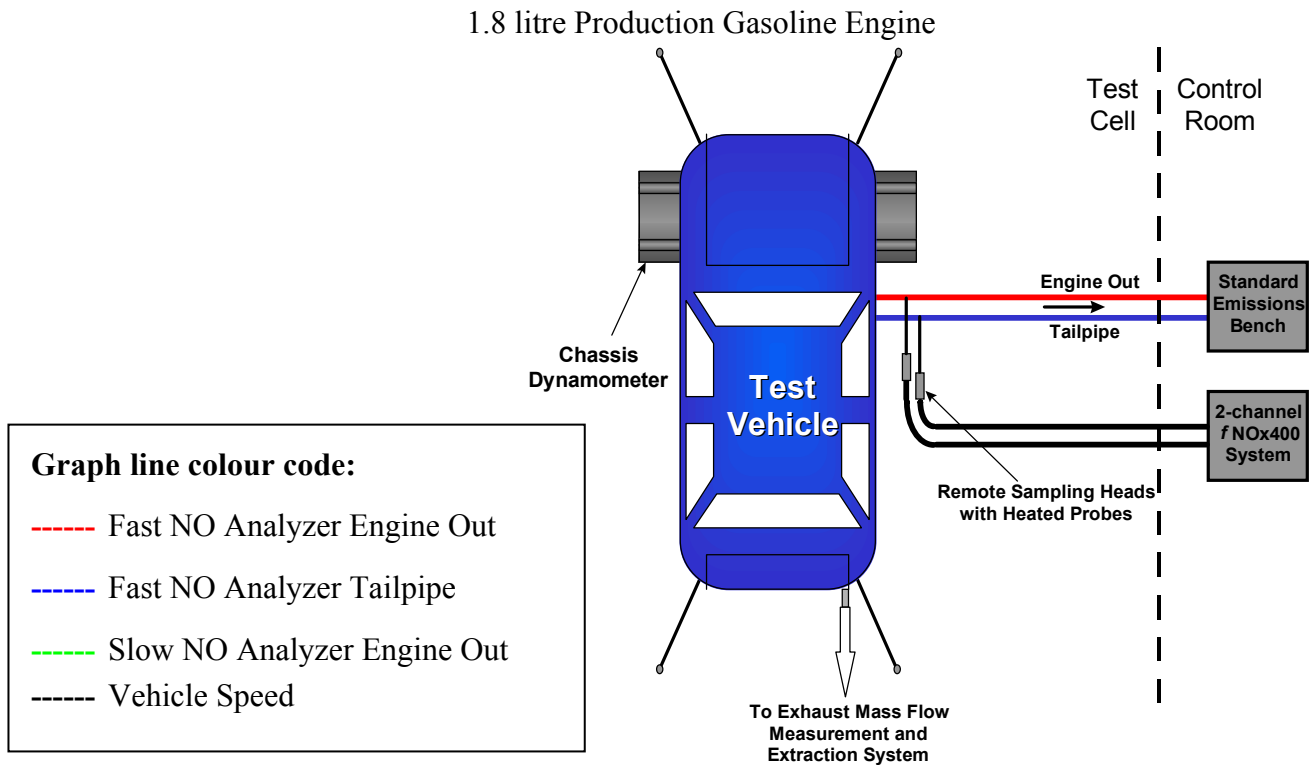 1.8 litre Production Gasoline Engine
Test
Cell
Control
Room
Engine Out
Tailpipe
Standard
Emissions
Bench
Chassis
Dynamometer
Test
Vehicle
2-channel
f NOx400
System
Remote Sampling Heads
with Heated Probes
Graph line colour code:
------ Fast NO Analyzer Engine Out
------ Fast NO Analyzer Tailpipe
------ Slow NO Analyzer Engine Out
------ Vehicle Speed
To Exhaust Mass Flow
Measurement and
Extraction System